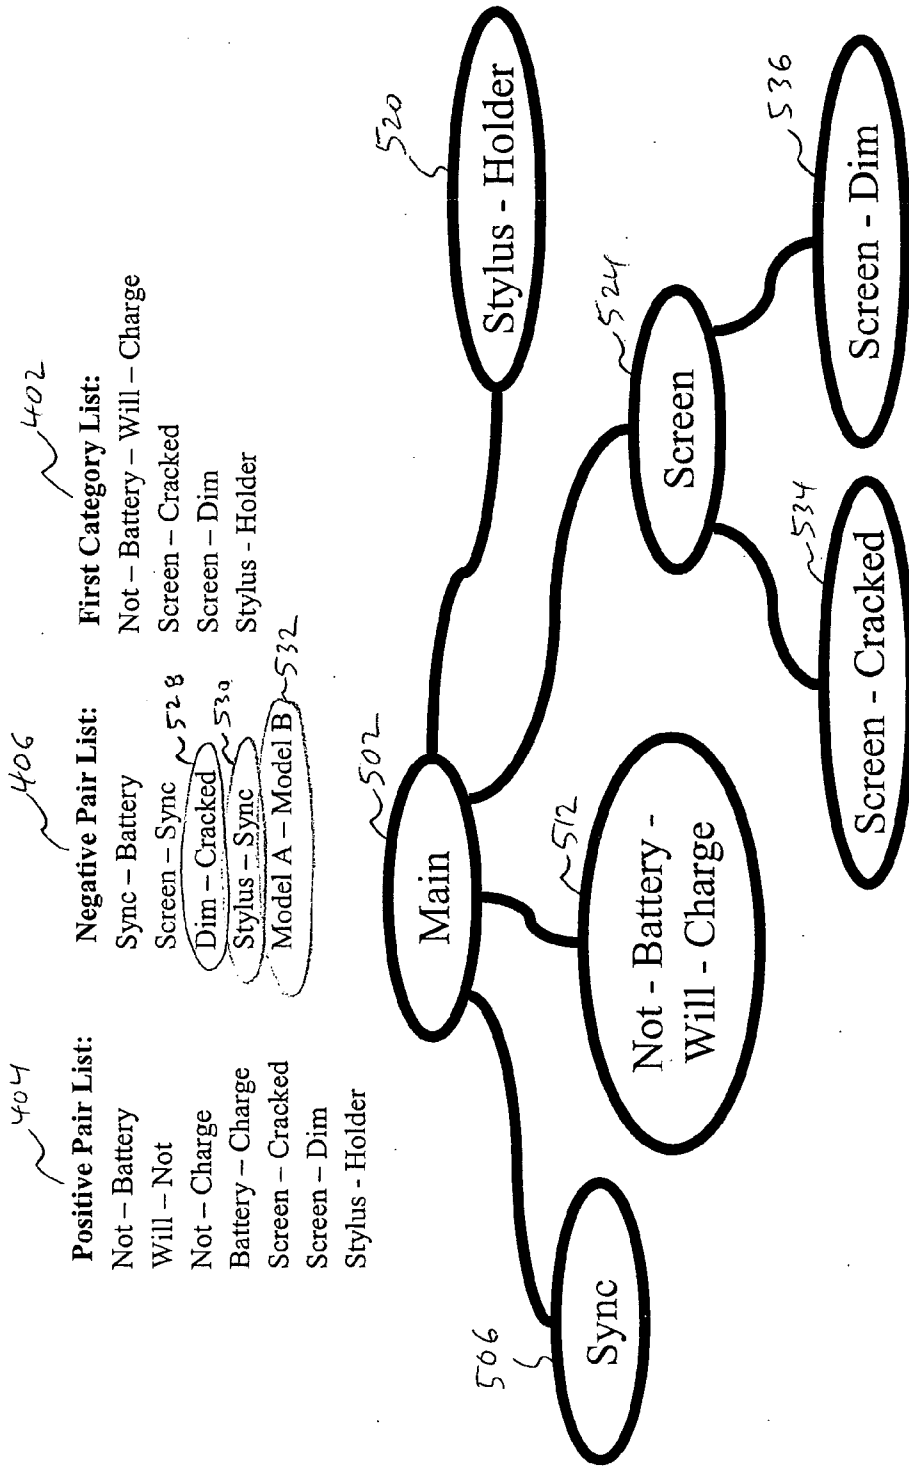 404
Positive Pair List:
Not – Battery
Will – Not
Not – Charge
Battery – Charge
Screen – Cracked
Screen – Dim
Stylus - Holder
406
Negative Pair List:
Sync – Battery
Screen – Sync
Dim – Cracked
528
Stylus – Sync
530
Model A – Model B
532
402
First Category List:
Not – Battery – Will – Charge
Screen – Cracked
Screen – Dim
Stylus - Holder
502
Main
520
Stylus - Holder
506
Sync
512
Not - Battery -
Will - Charge
524
Screen
534
Screen - Cracked
536
Screen - Dim